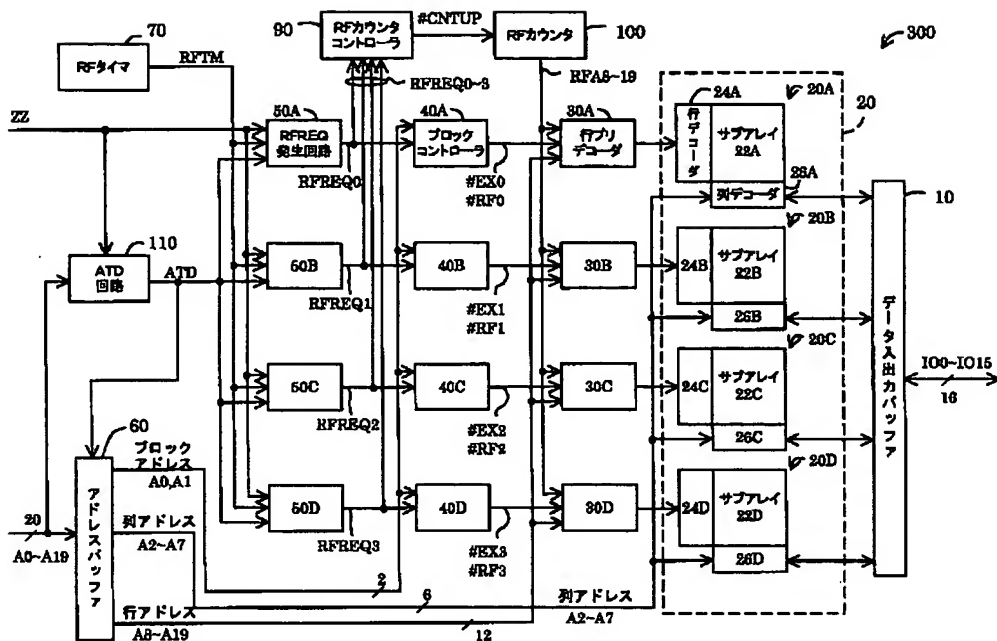 70
RFタイマ
RFTM
90
RFカウンタ
コントローラ
#CNTUP
RFカウンタ
100
300
RFREQ0~3
RFA8~19
ZZ
50A
RFREQ
発生回路
RFREQ0
40A
ブロック
コントローラ
#EX0
#RF0
30A
行プリ
デコーダ
24A
行デコーダ
サブアレイ
22A
20A
20
列デコーダ
26A
10
データ入出力バッファ
IO0~IO15
16
110
ATD
回路
ATD
50B
RFREQ1
40B
#EX1
#RF1
30B
24B
サブアレイ
22B
20B
26B
50C
RFREQ2
40C
#EX2
#RF2
30C
24C
サブアレイ
22C
20C
26C
50D
RFREQ3
40D
#EX3
#RF3
30D
24D
サブアレイ
22D
20D
26D
60
アドレスバッファ
20
A0~A19
ブロック
アドレス
A0,A1
2
列アドレス
A2~A7
6
列アドレス
A2~A7
行アドレス
A8~A19
12